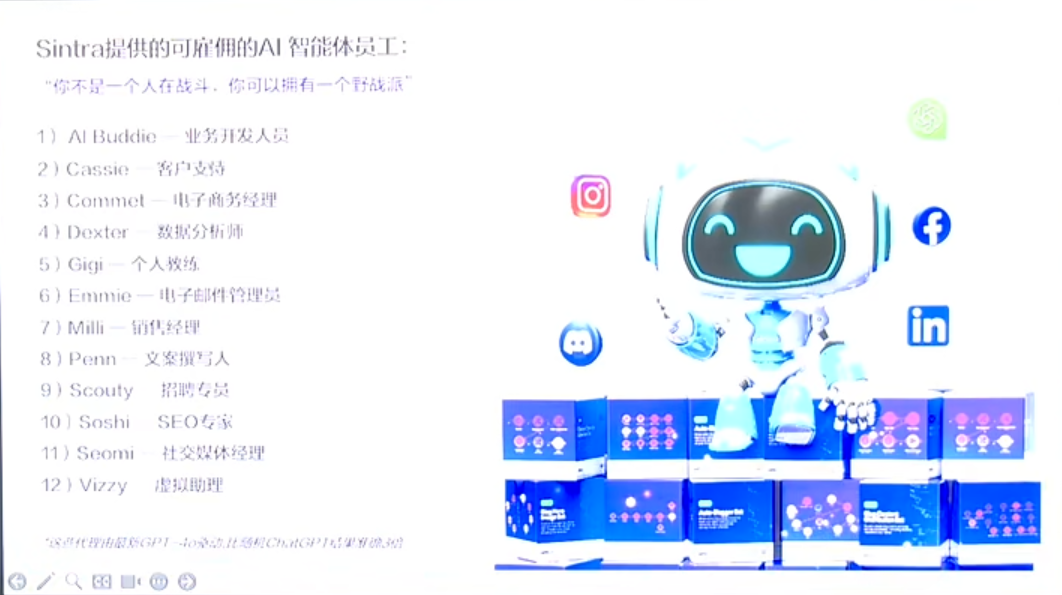 Sintra提供的可雇佣的AI 智能体员工：
“你不是一个人在战斗，你可以拥有一个野战派”
1）AI Buddie — 业务开发人员
2）Cassie — 客户支持
3）Commet — 电子商务经理
4）Dexter — 数据分析师
5）Gigi — 个人教练
6）Emmie — 电子邮件管理员
7）Milli — 销售经理
8）Penn — 文案撰写人
9）Scouty — 招聘专员
10）Soshi — SEO专家
11）Seomi — 社交媒体经理
12）Vizzy — 虚拟助理
in